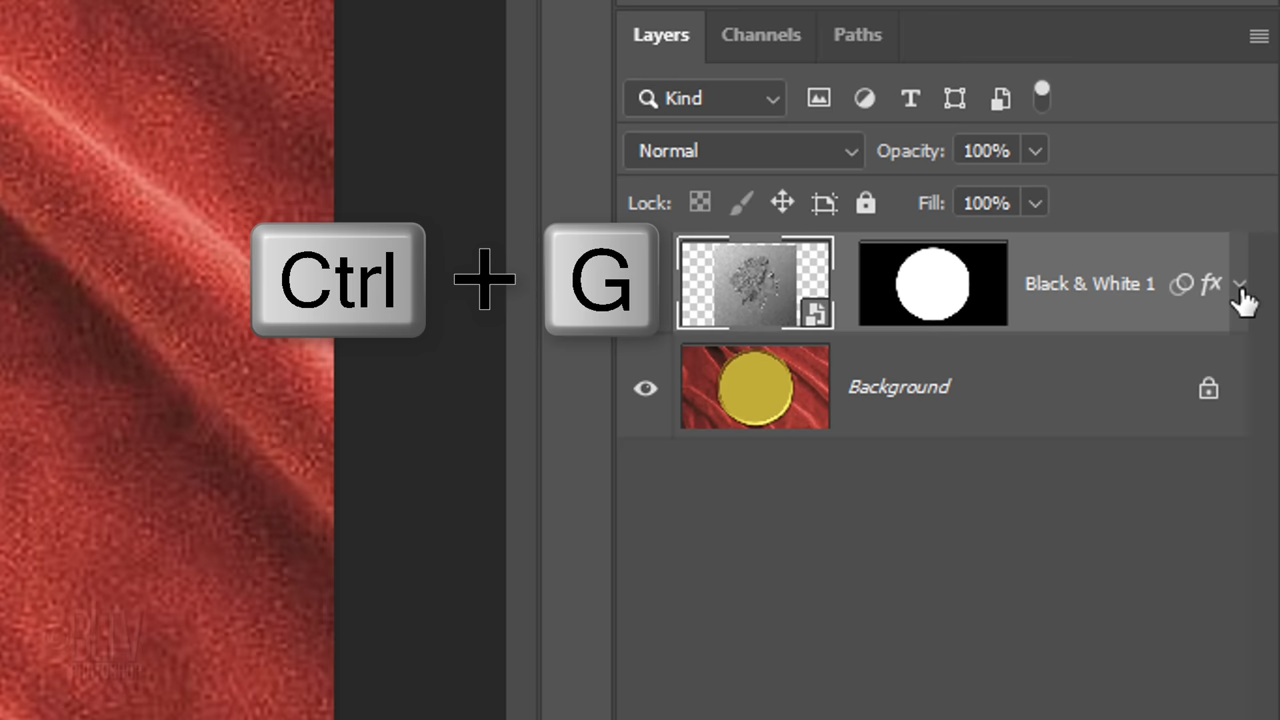 Layers Channels Paths
Kind T
Normal Opacity: 100%
Lock: Fill: 100%
Ctrl + G
Black & White 1 fx
Background